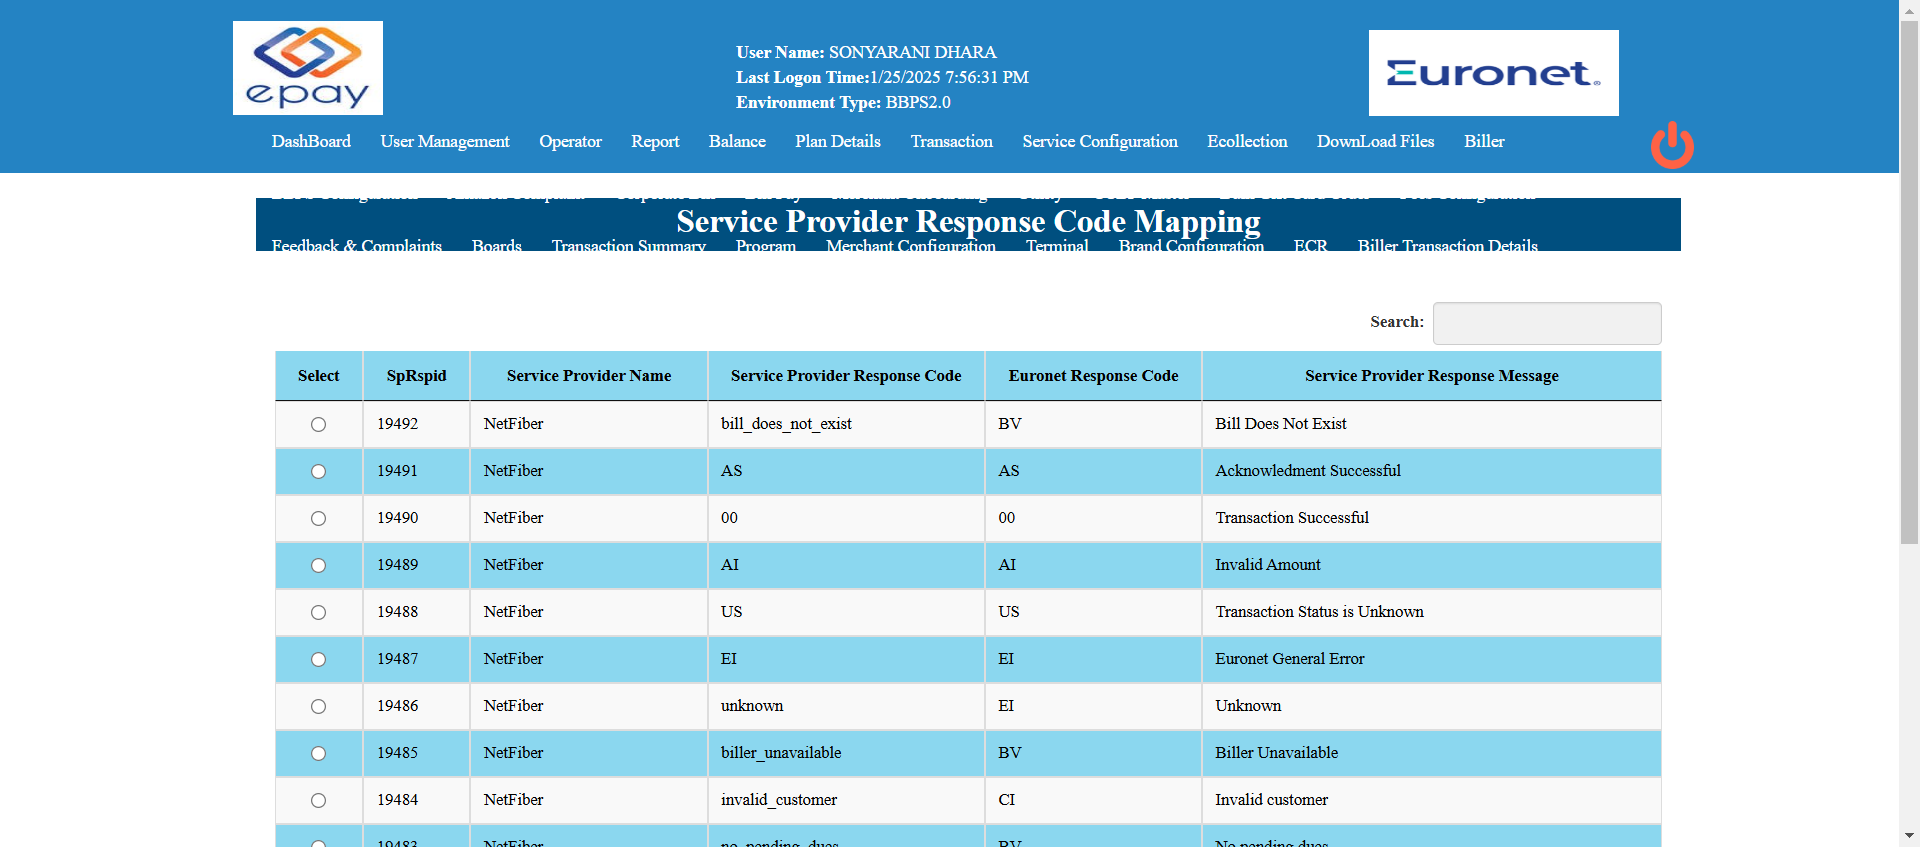 epay
User Name: SONYARANI DHARA
Last Logon Time:1/25/2025 7:56:31 PM
Environment Type: BBPS2.0
Euronet
DashBoard User Management Operator Report Balance Plan Details Transaction Service Configuration Ecollection DownLoad Files Biller
Service Provider Response Code Mapping
Feedback & Complaints Boards Transaction Summary Program Merchant Configuration Terminal Brand Configuration ECR Biller Transaction Details
Search:
Select SpRspid Service Provider Name Service Provider Response Code Euronet Response Code Service Provider Response Message
19492 NetFiber bill_does_not_exist BV Bill Does Not Exist
19491 NetFiber AS AS Acknowledment Successful
19490 NetFiber 00 00 Transaction Successful
19489 NetFiber AI AI Invalid Amount
19488 NetFiber US US Transaction Status is Unknown
19487 NetFiber EI EI Euronet General Error
19486 NetFiber unknown EI Unknown
19485 NetFiber biller_unavailable BV Biller Unavailable
19484 NetFiber invalid_customer CI Invalid customer
19483 NetFiber no_pending_dues BV No pending dues